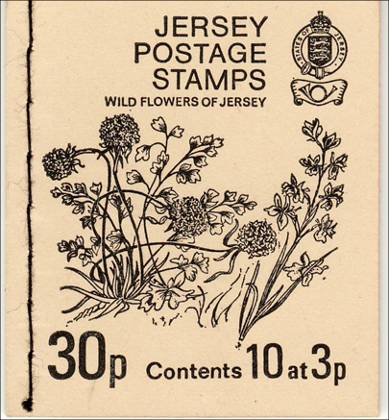 JERSEY
POSTAGE
STAMPS
WILD FLOWERS OF JERSEY
30p Contents 10 at 3p